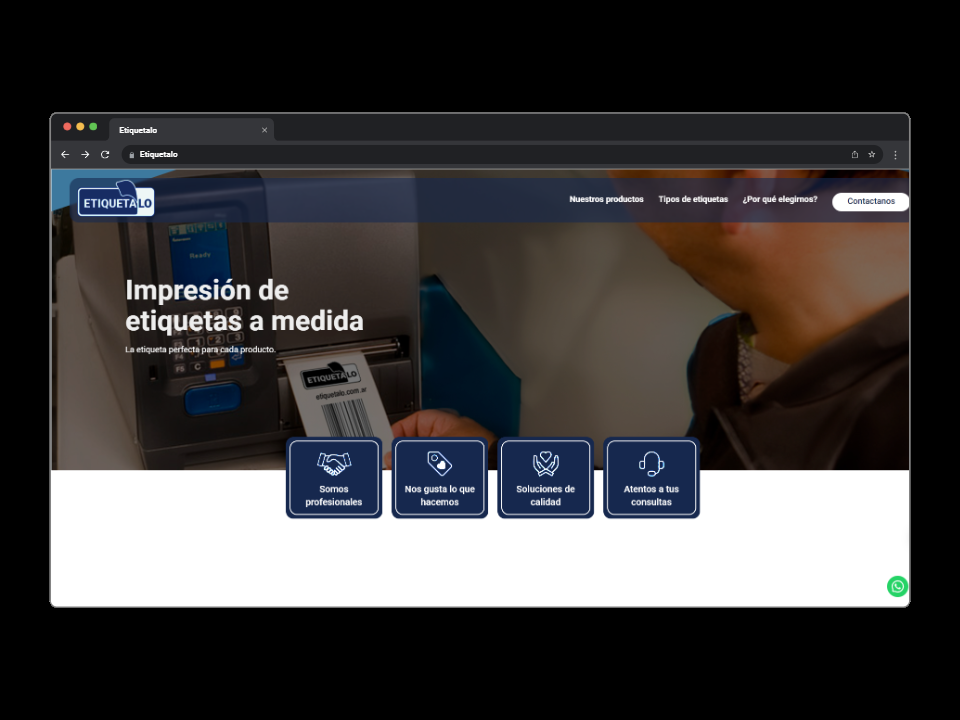 Etiquetalo
Etiquetalo
ETIQUETALO
Nuestros productos
Tipos de etiquetas
¿Por qué elegirnos?
Contactanos
Ready
Impresión de
etiquetas a medida
La etiqueta perfecta para cada producto.
ETIQUETALO
etiquetalo.com.ar
Somos
profesionales
Nos gusta lo que
hacemos
Soluciones de
calidad
Atentos a tus
consultas